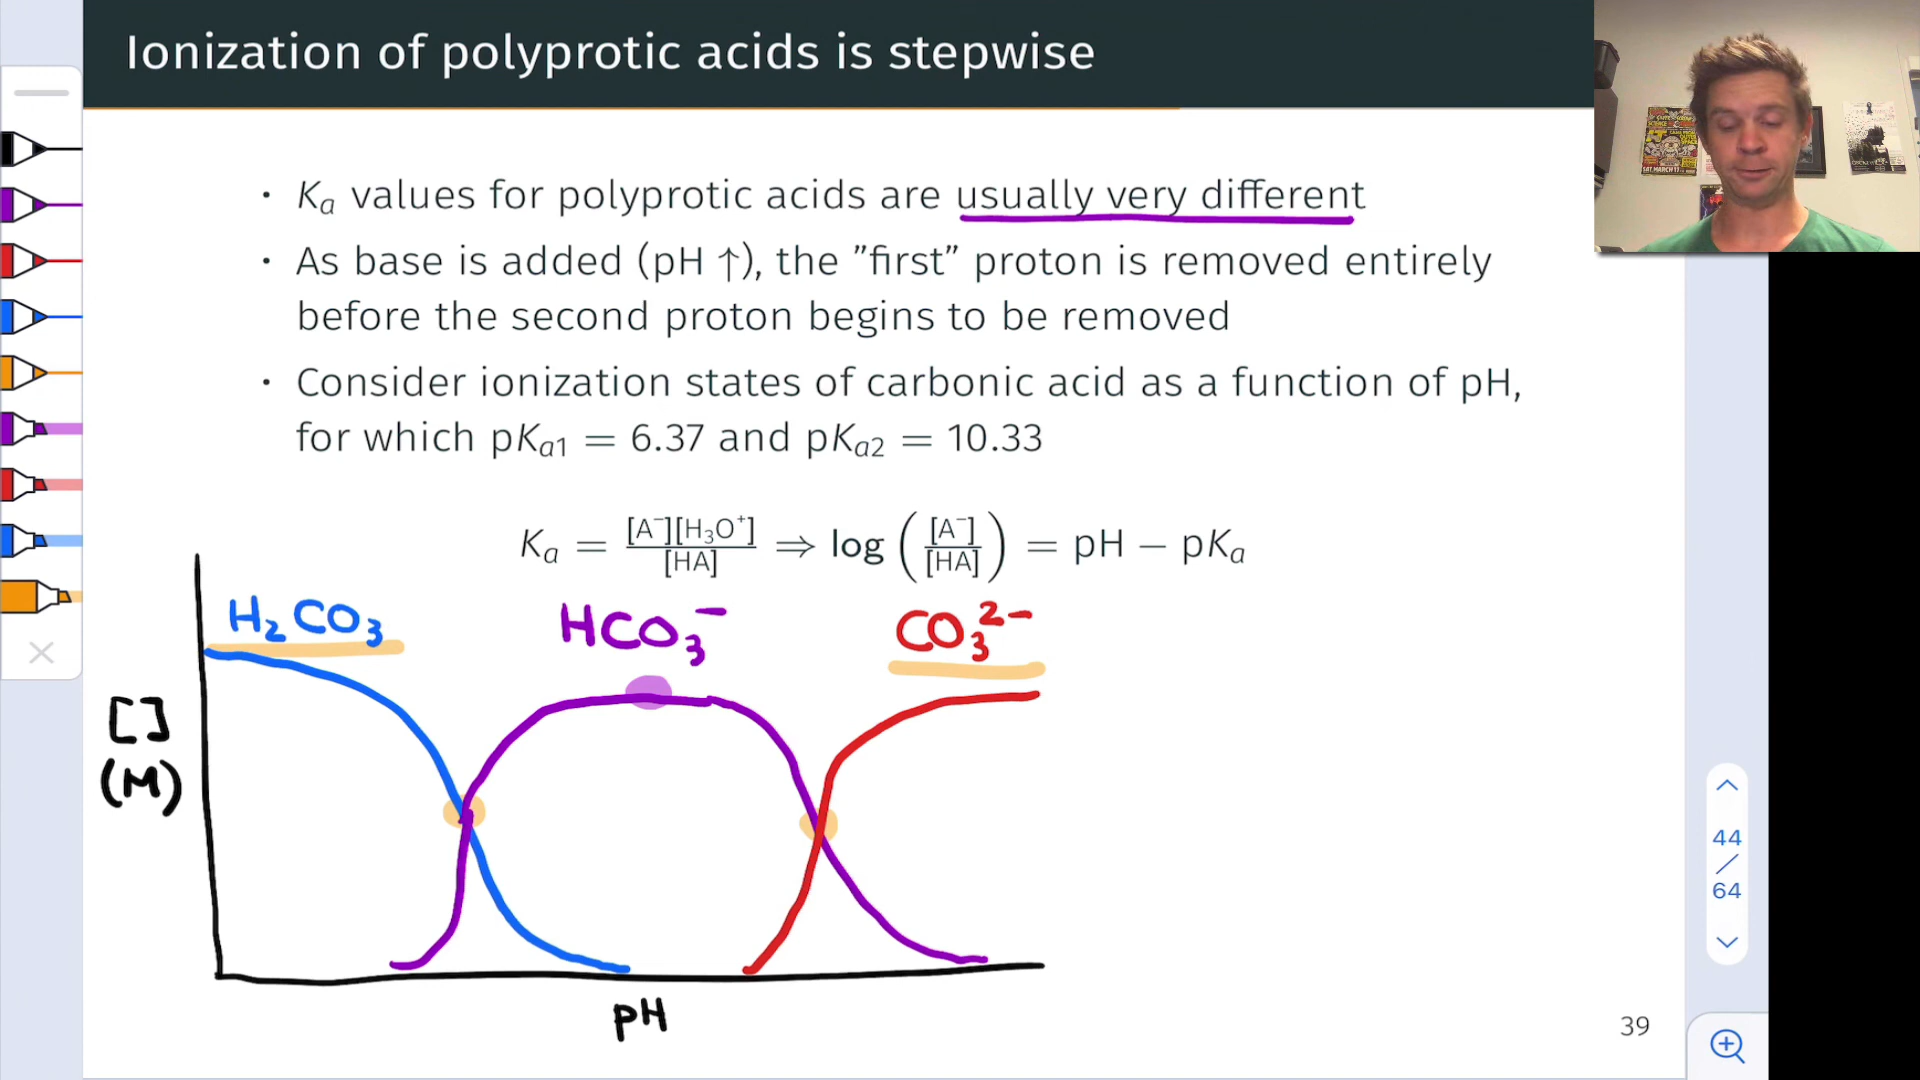 Ionization of polyprotic acids is stepwise
• Kₐ values for polyprotic acids are usually very different
• As base is added (pH ↑), the ”first” proton is removed entirely
before the second proton begins to be removed
• Consider ionization states of carbonic acid as a function of pH,
for which pKₐ₁ = 6.37 and pKₐ₂ = 10.33
Kₐ = [A⁻][H₃O⁺]/[HA] ⇒ log ([A⁻]/[HA]) = pH − pKₐ
H₂CO₃ HCO₃⁻ CO₃²⁻
[ ]
(M)
pH
44
/
64
39